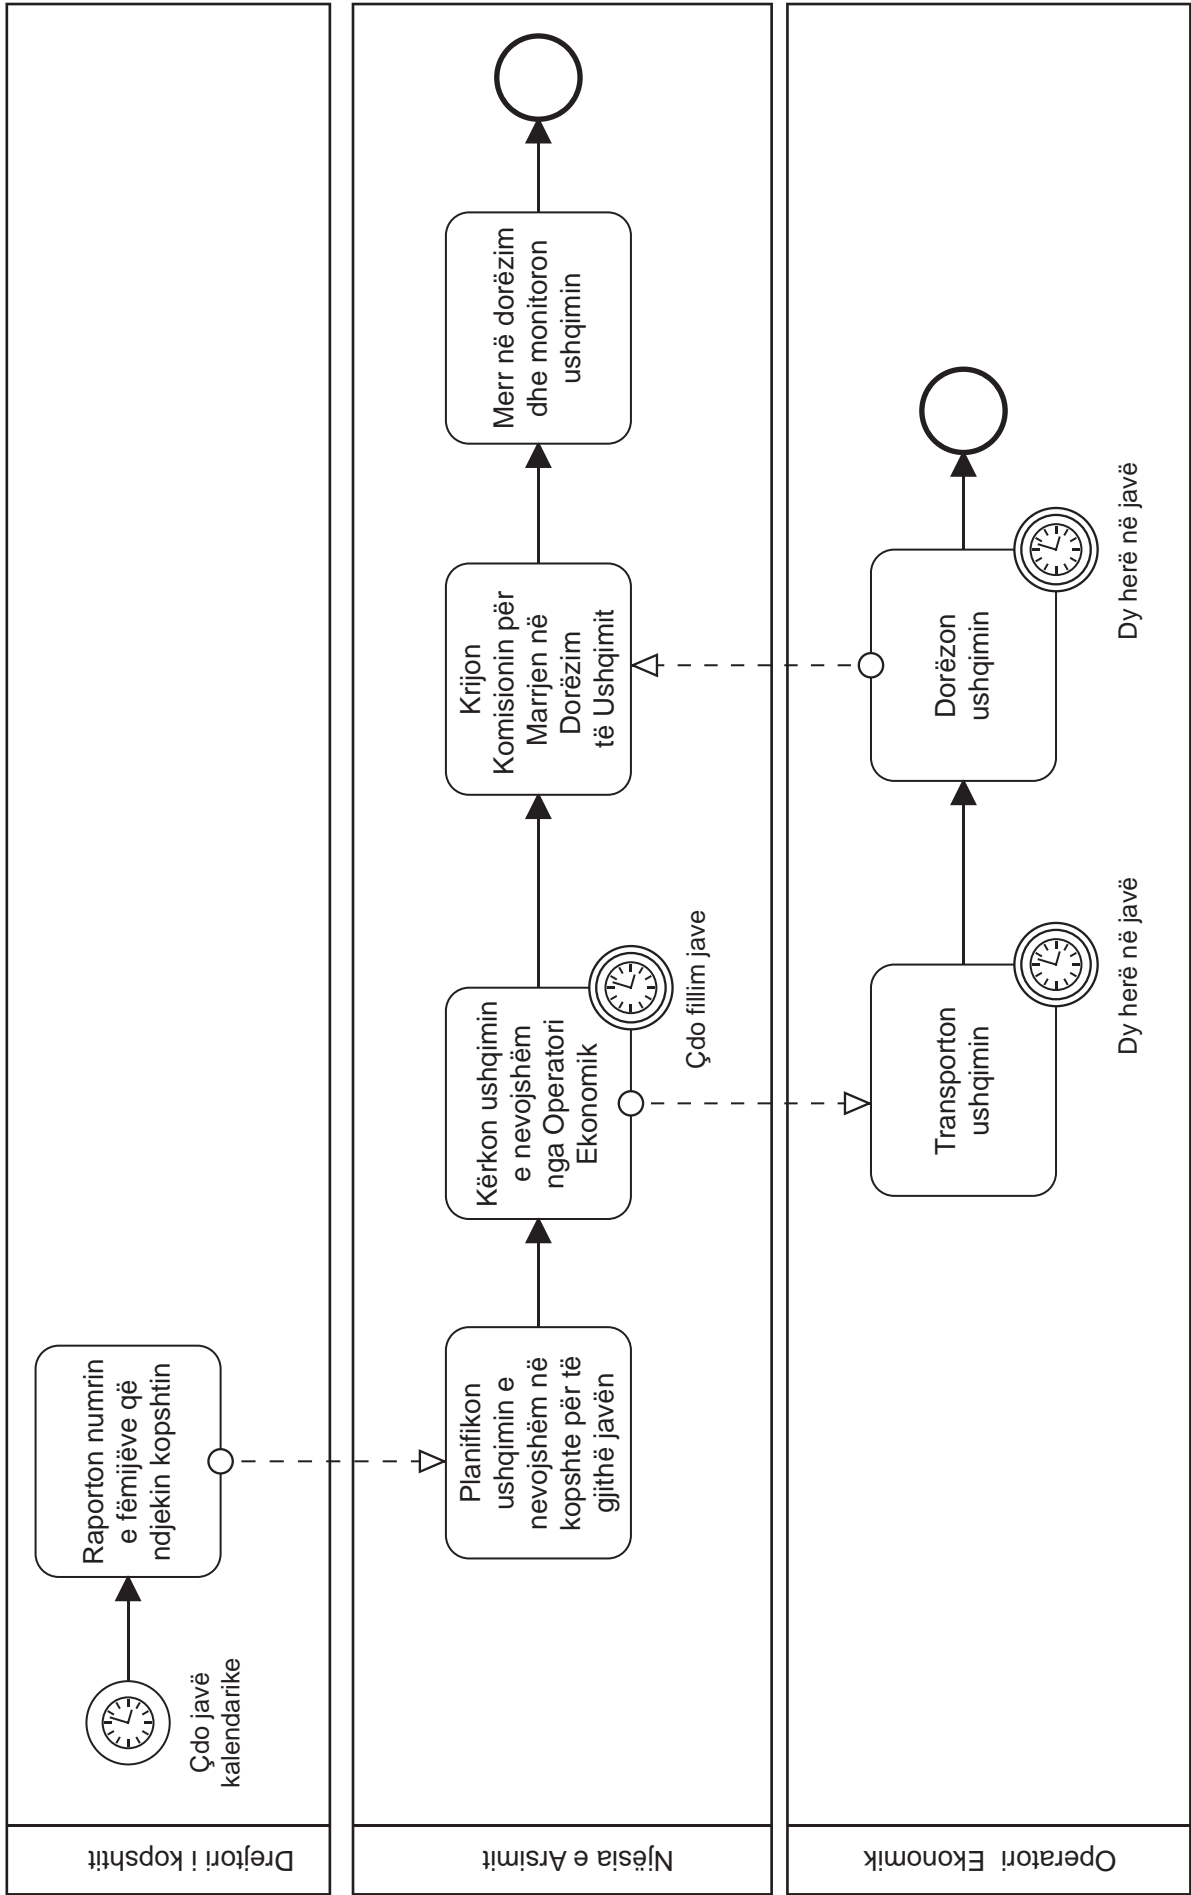 Drejtori i kopshtit
Çdo javë
kalendarike
Raporton numrin
e fëmijëve që
ndjekin kopshtin
Njësia e Arsimit
Planifikon
ushqimin e
nevojshëm në
kopshte për të
gjithë javën
Kërkon ushqimin
e nevojshëm
nga Operatori
Ekonomik
Çdo fillim jave
Krijon
Komisionin për
Marrjen në
Dorëzim
të Ushqimit
Merr në dorëzim
dhe monitoron
ushqimin
Operatori Ekonomik
Transporton
ushqimin
Dy herë në javë
Dorëzon
ushqimin
Dy herë në javë